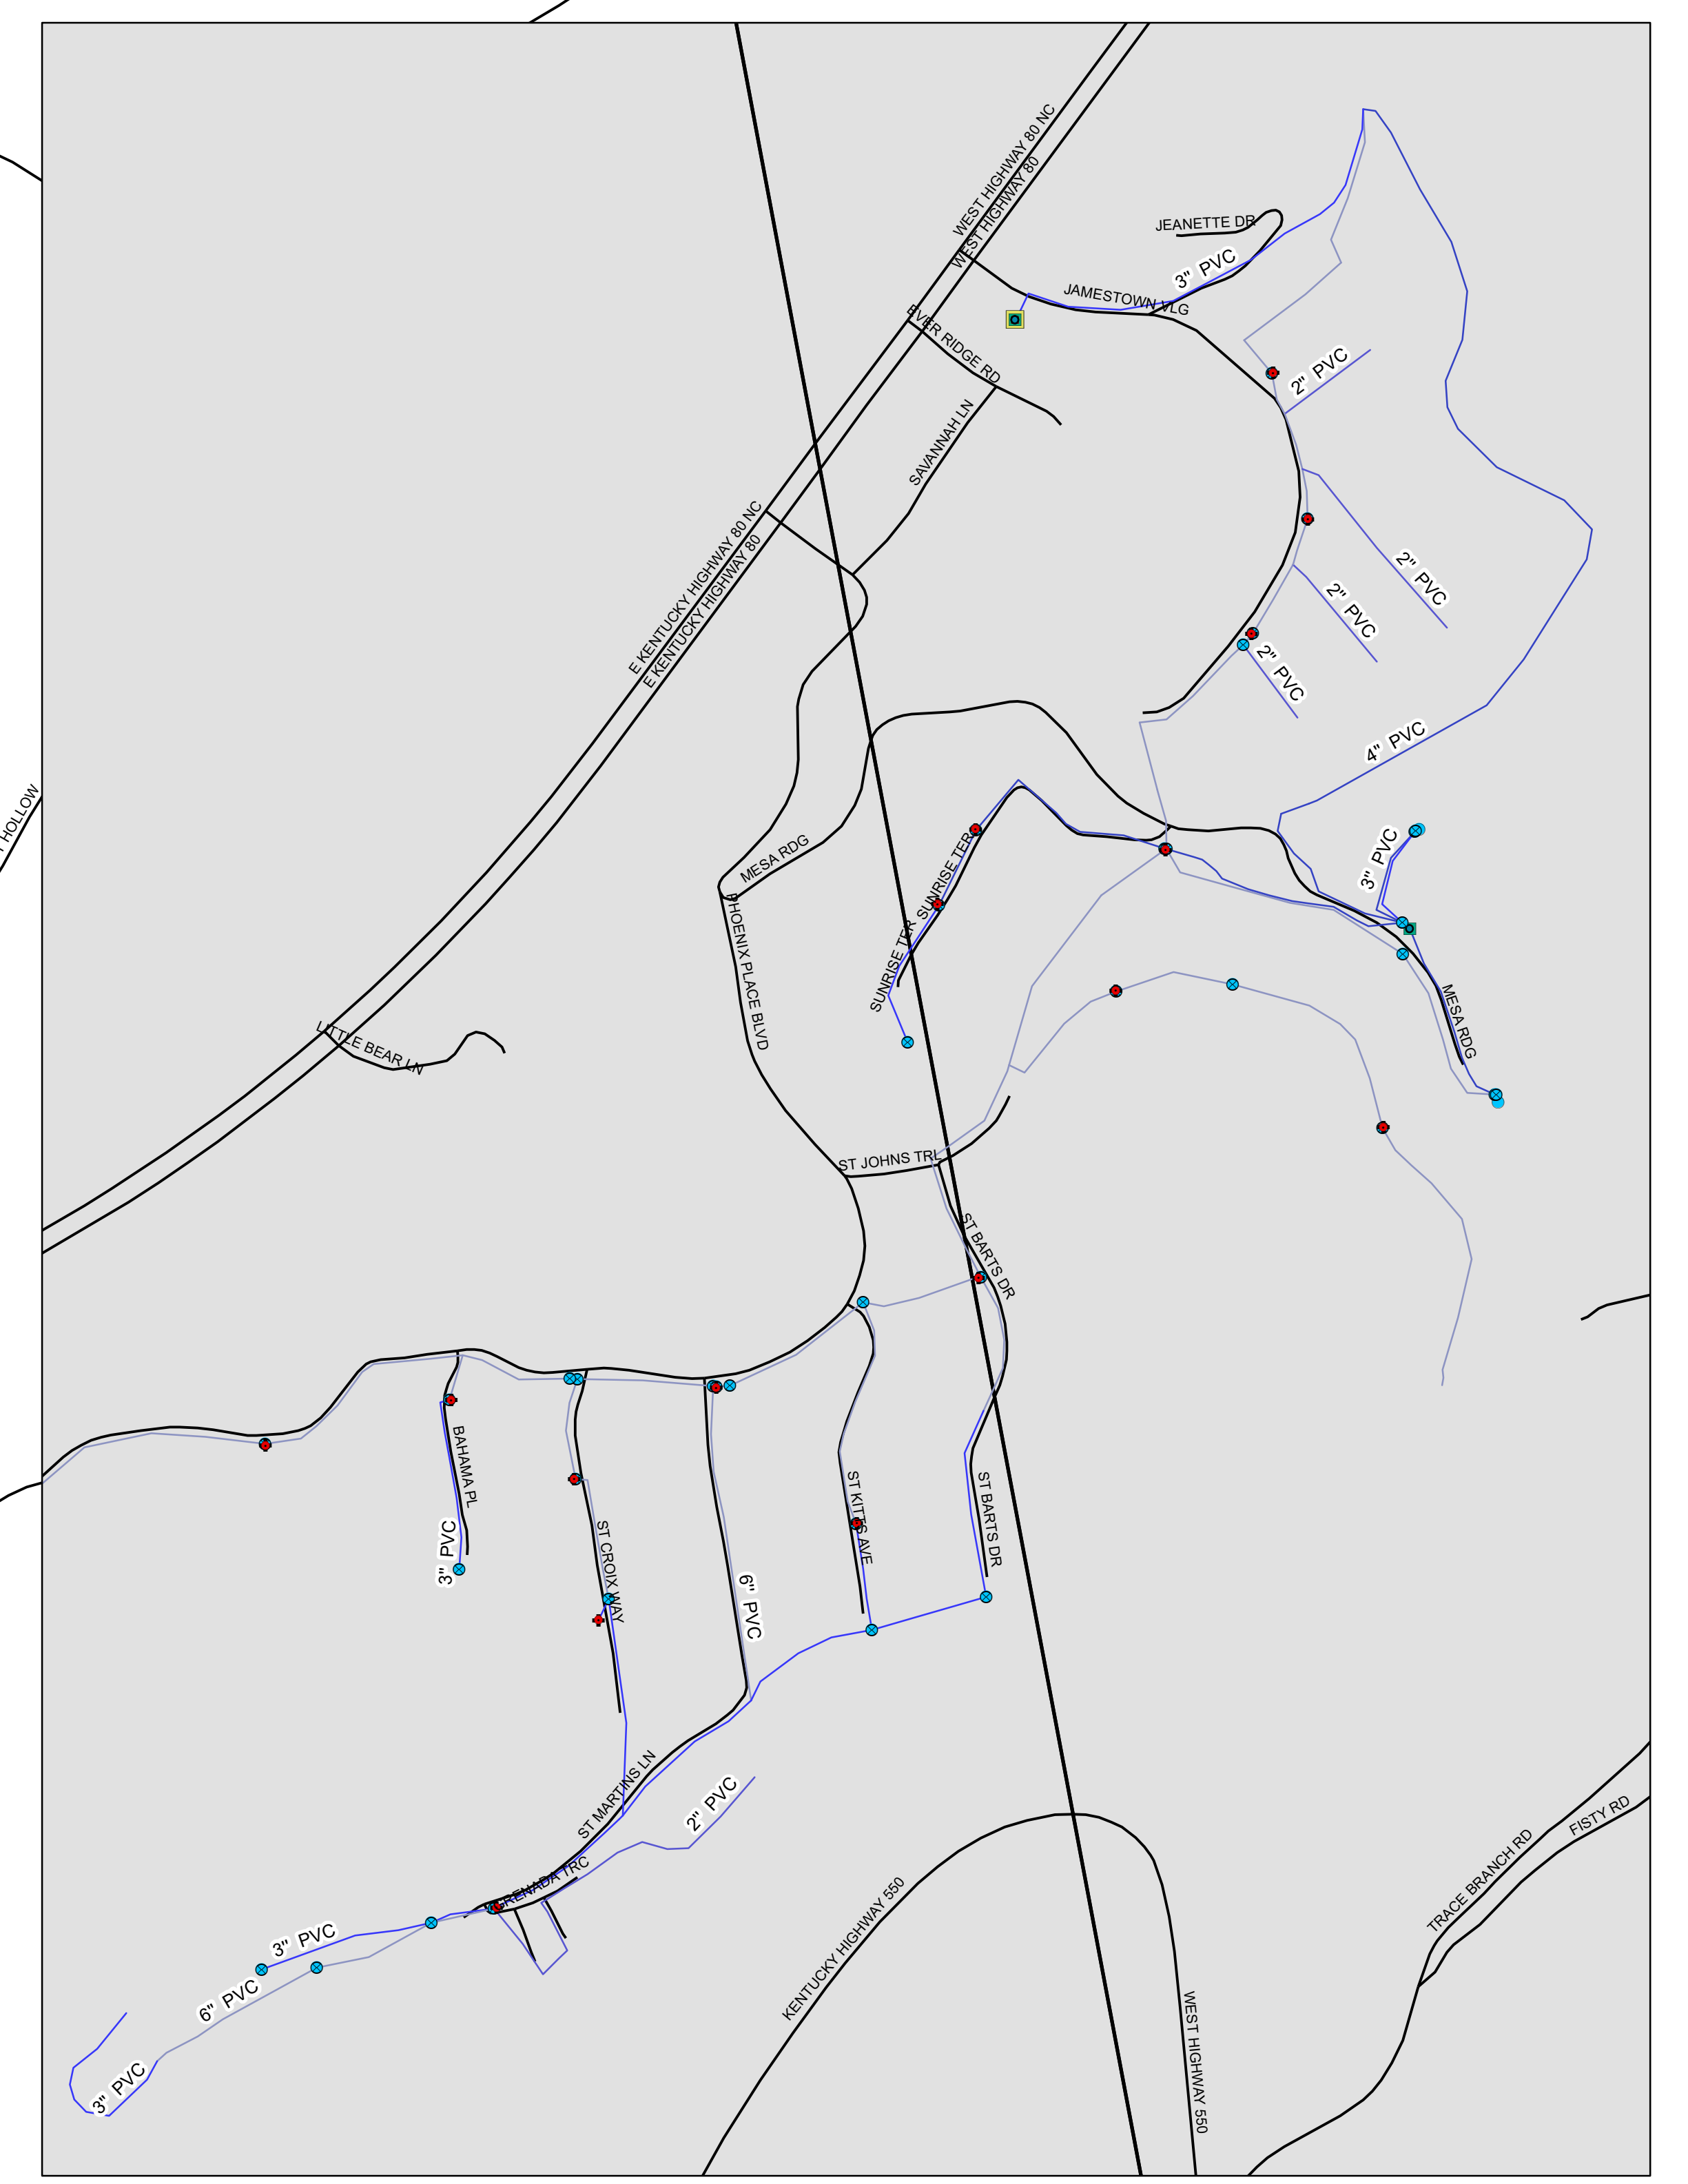 WEST HIGHWAY 80 NC
WEST HIGHWAY 80
JEANETTE DR
3" PVC
JAMESTOWN VLG
EVER RIDGE RD
2" PVC
SAVANNAH LN
E KENTUCKY HIGHWAY 80 NC
E KENTUCKY HIGHWAY 80
2" PVC
2" PVC
2" PVC
4" PVC
HOLLOW
MESA RDG
SUNRISE TER
3" PVC
SUNRISE TER
PHOENIX PLACE BLVD
LITTLE BEAR LN
MESA RDG
ST JOHNS TRL
ST BARTS DR
BAHAMA PL
3" PVC
ST CROIX WAY
6" PVC
ST KITTS AVE
ST BARTS DR
ST MARTINS LN
2" PVC
GRENADA TRC
3" PVC
6" PVC
3" PVC
KENTUCKY HIGHWAY 550
WEST HIGHWAY 550
TRACE BRANCH RD
FISTY RD